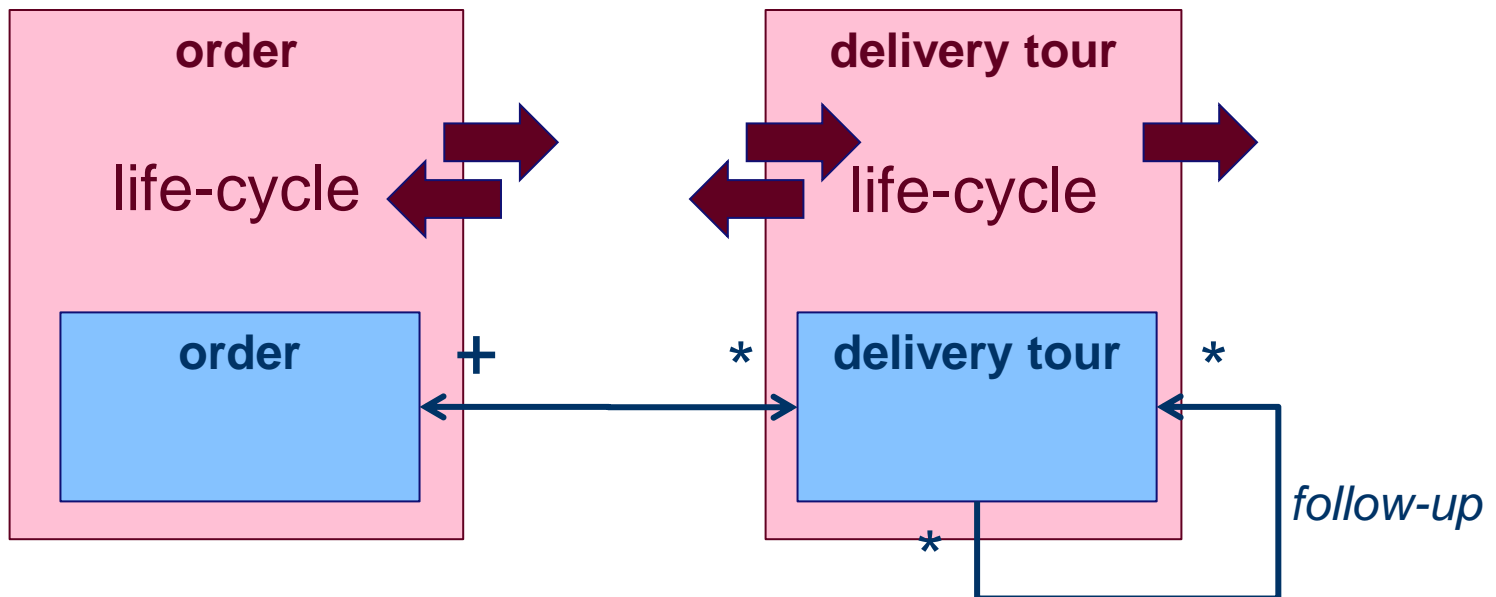 order
delivery tour
life-cycle
life-cycle
order
+
*
delivery tour
*
follow-up
*